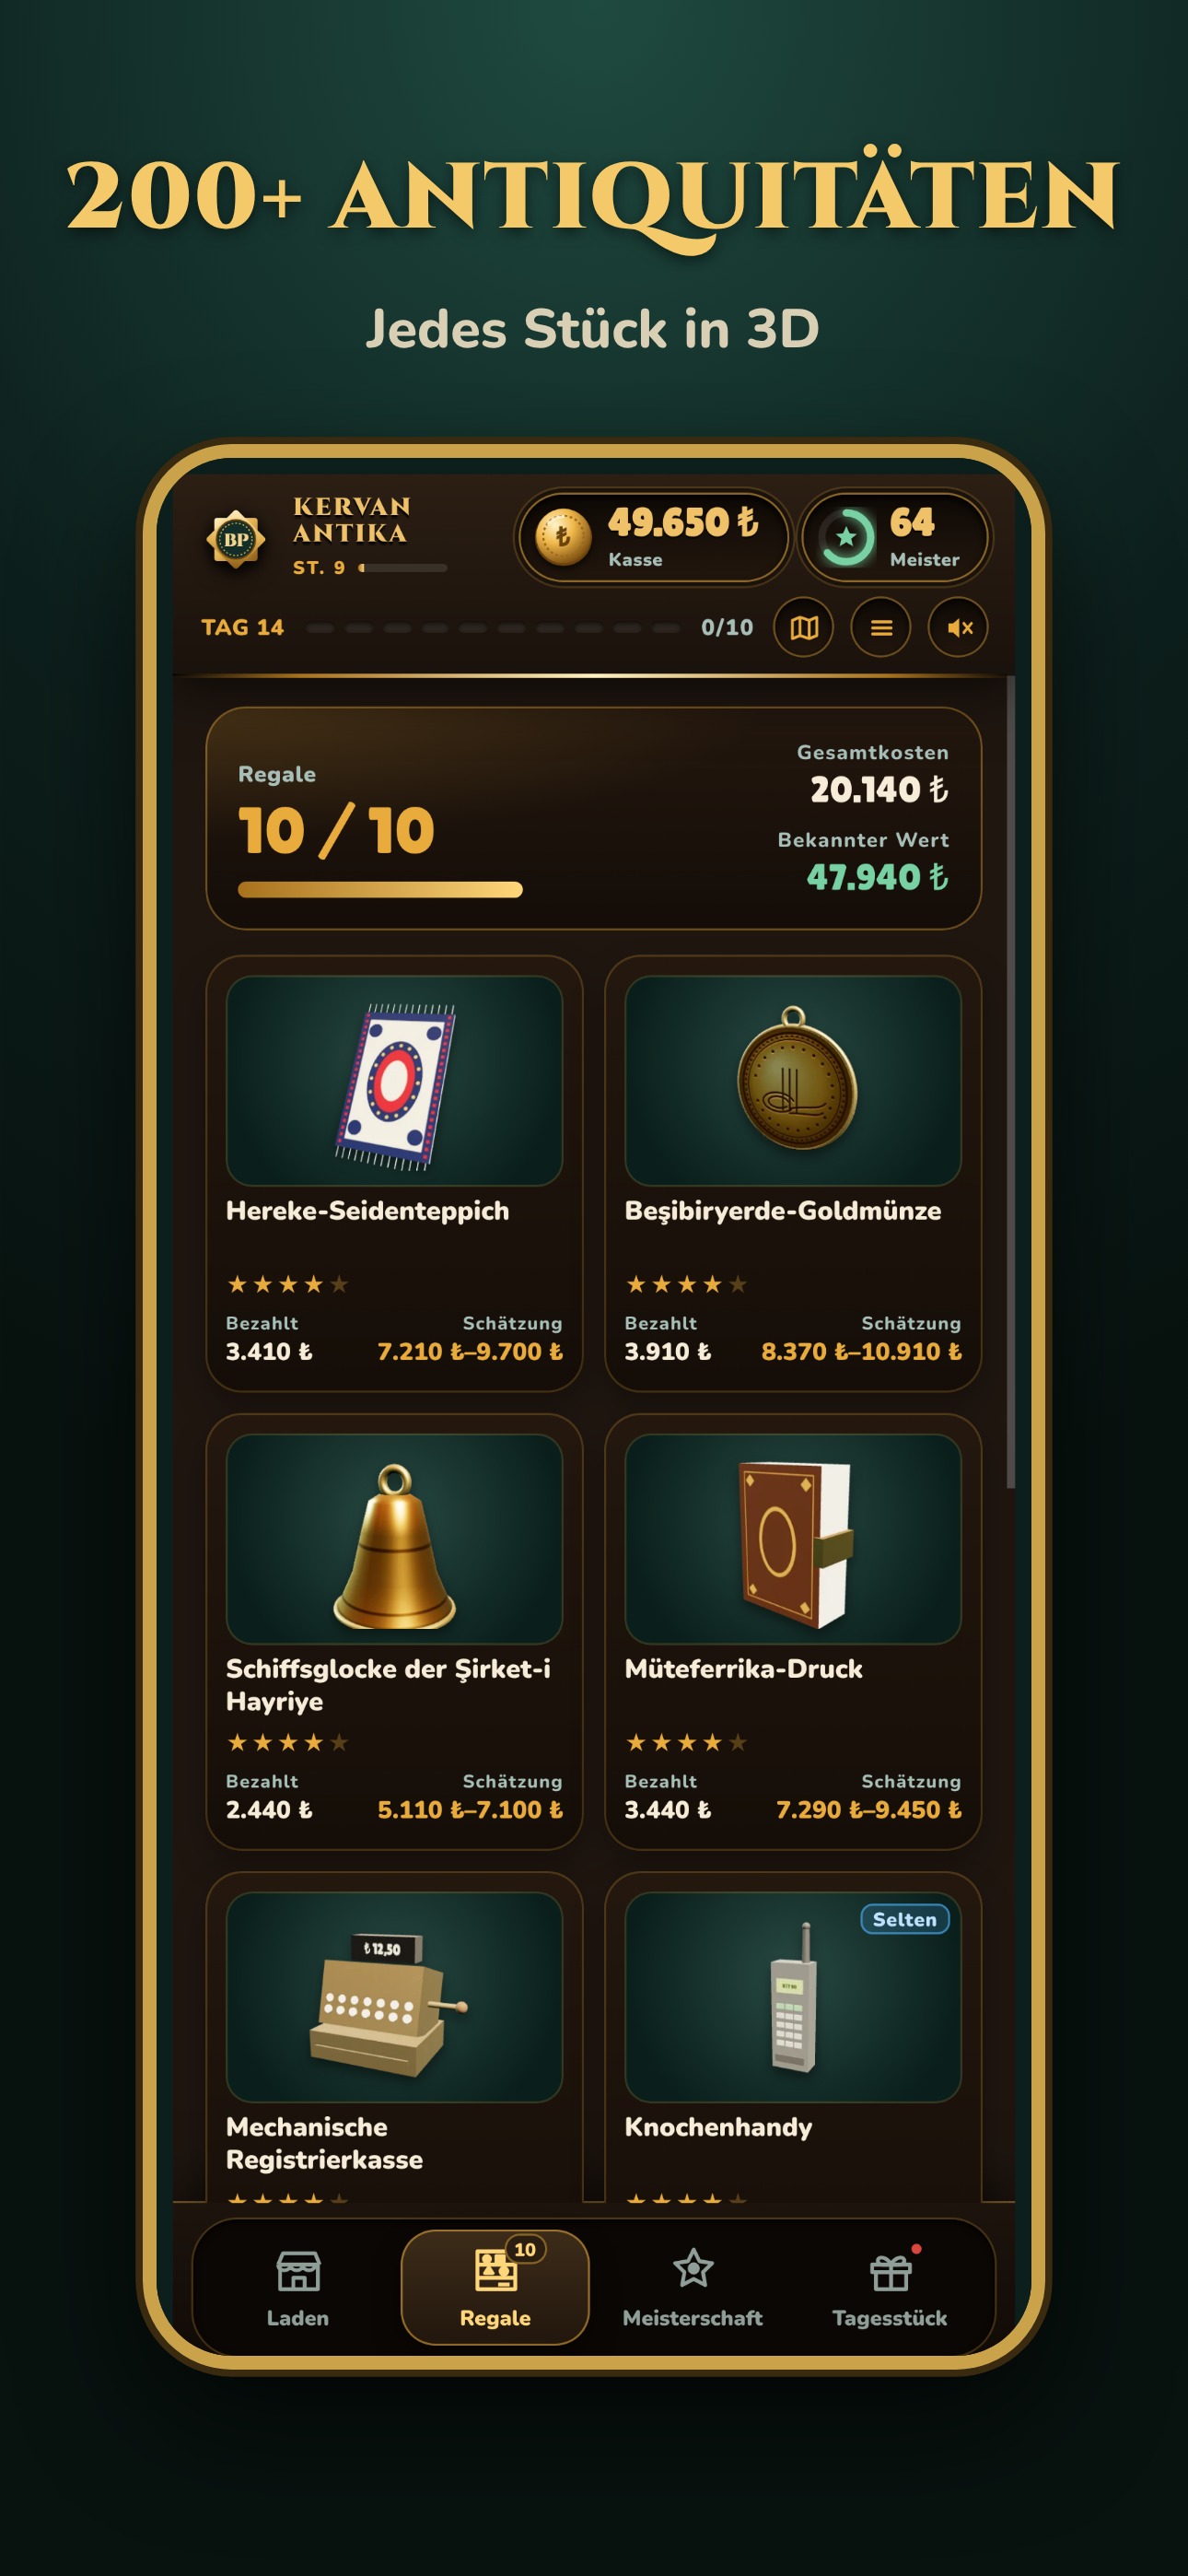 200+ ANTIQUITÄTEN
Jedes Stück in 3D
BP
KERVAN
ANTIKA
ST. 9
₺
49.650 ₺
Kasse
64
Meister
TAG 14
0/10
Regale
10 / 10
Gesamtkosten
20.140 ₺
Bekannter Wert
47.940 ₺
Hereke-Seidenteppich
Bezahlt
Schätzung
3.410 ₺
7.210 ₺–9.700 ₺
Beşibiryerde-Goldmünze
Bezahlt
Schätzung
3.910 ₺
8.370 ₺–10.910 ₺
Schiffsglocke der Şirket-i
Hayriye
Bezahlt
Schätzung
2.440 ₺
5.110 ₺–7.100 ₺
Müteferrika-Druck
Bezahlt
Schätzung
3.440 ₺
7.290 ₺–9.450 ₺
₺12,50
Mechanische
Registrierkasse
Selten
Knochenhandy
Laden
10
Regale
Meisterschaft
Tagesstück